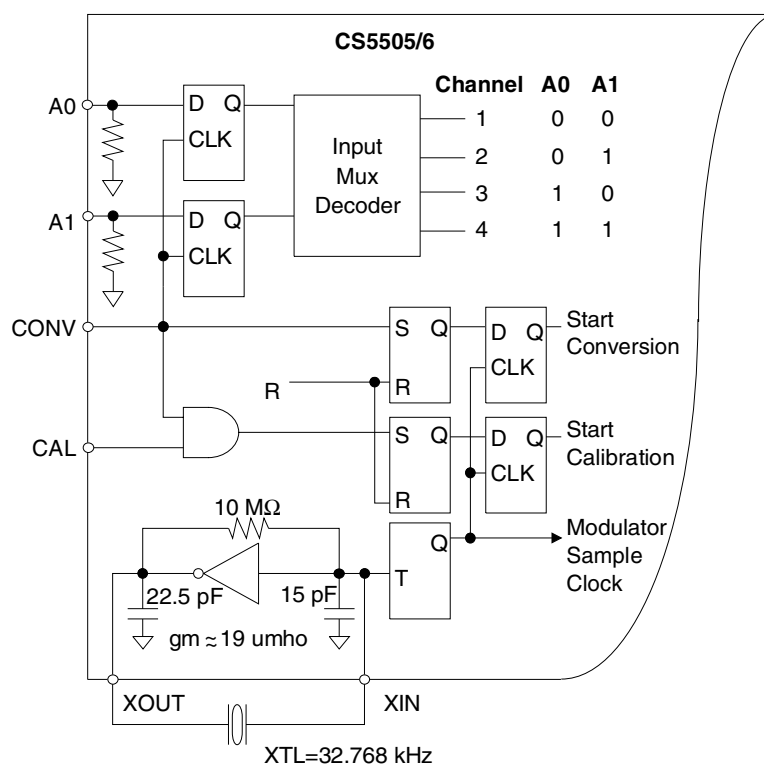 CS5505/6
Channel A0 A1
1 0 0
2 0 1
3 1 0
4 1 1
A0
D Q
CLK
Input
Mux
Decoder
A1
D Q
CLK
CONV
S Q
R
D Q
CLK
Start
Conversion
R
CAL
S Q
R
D Q
CLK
Start
Calibration
10 MΩ
22.5 pF
15 pF
gm ≈ 19 umho
T
Q
Modulator
Sample
Clock
XOUT
XIN
XTL=32.768 kHz